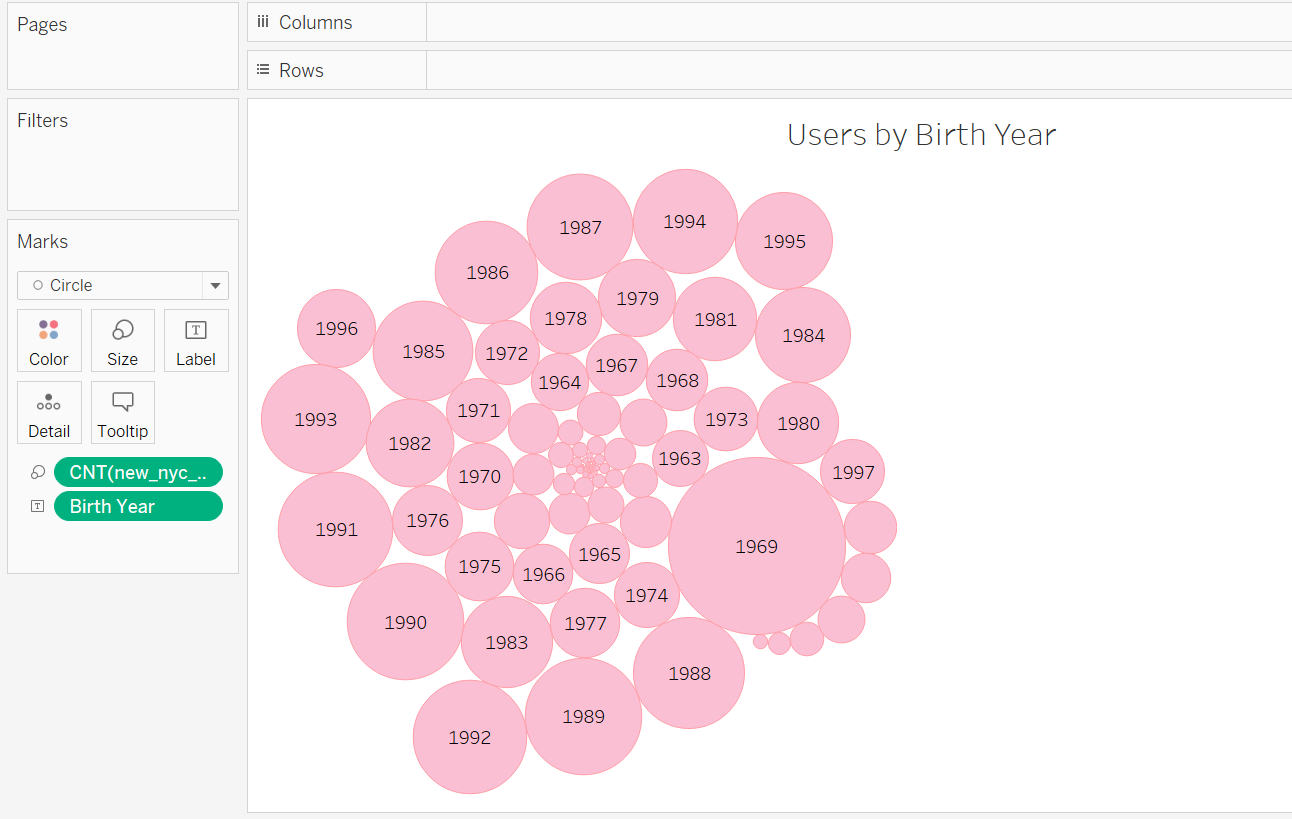 Pages
Columns
Rows
Filters
Marks
Circle
Color
Size
Label
Detail
Tooltip
CNT(new_nyc_..
Birth Year
Users by Birth Year
1987
1994
1995
1986
1979
1978
1981
1996
1984
1985
1972
1967
1964
1968
1971
1993
1973
1980
1982
1963
1997
1970
1976
1991
1969
1965
1975
1966
1974
1990
1977
1983
1988
1989
1992